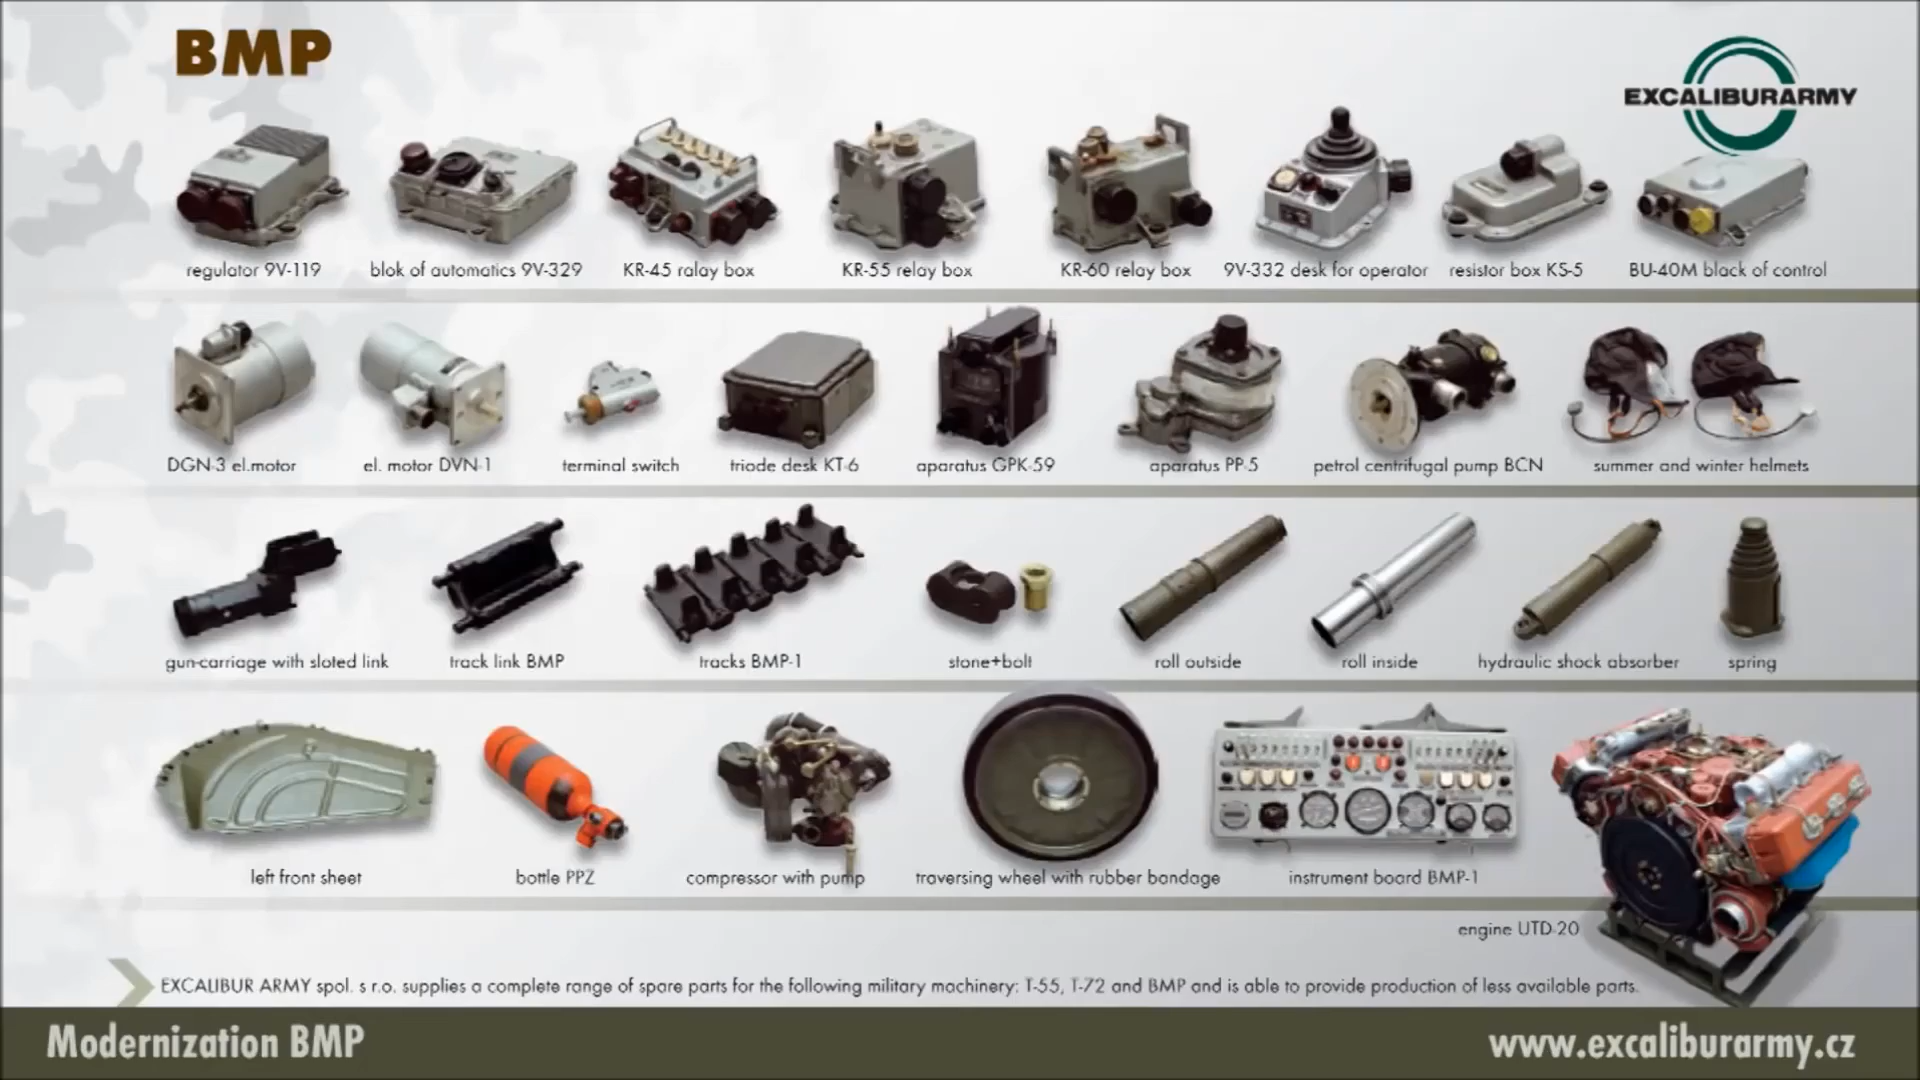 BMP
EXCALIBURARMY
regulator 9V-119
blok of automatics 9V-329
KR-45 ralay box
KR-55 relay box
KR-60 relay box
9V-332 desk for operator
resistor box KS-5
BU-40M black of control
DGN-3 el.motor
el. motor DVN-1
terminal switch
triode desk KT-6
aparatus GPK-59
aparatus PP-5
petrol centrifugal pump BCN
summer and winter helmets
gun-carriage with sloted link
track link BMP
tracks BMP-1
stone+bolt
roll outside
roll inside
hydraulic shock absorber
spring
left front sheet
bottle PPZ
compressor with pump
traversing wheel with rubber bandage
instrument board BMP-1
engine UTD-20
EXCALIBUR ARMY spol. s r.o. supplies a complete range of spare parts for the following military machinery: T-55, T-72 and BMP and is able to provide production of less available parts.
Modernization BMP
www.excaliburarmy.cz